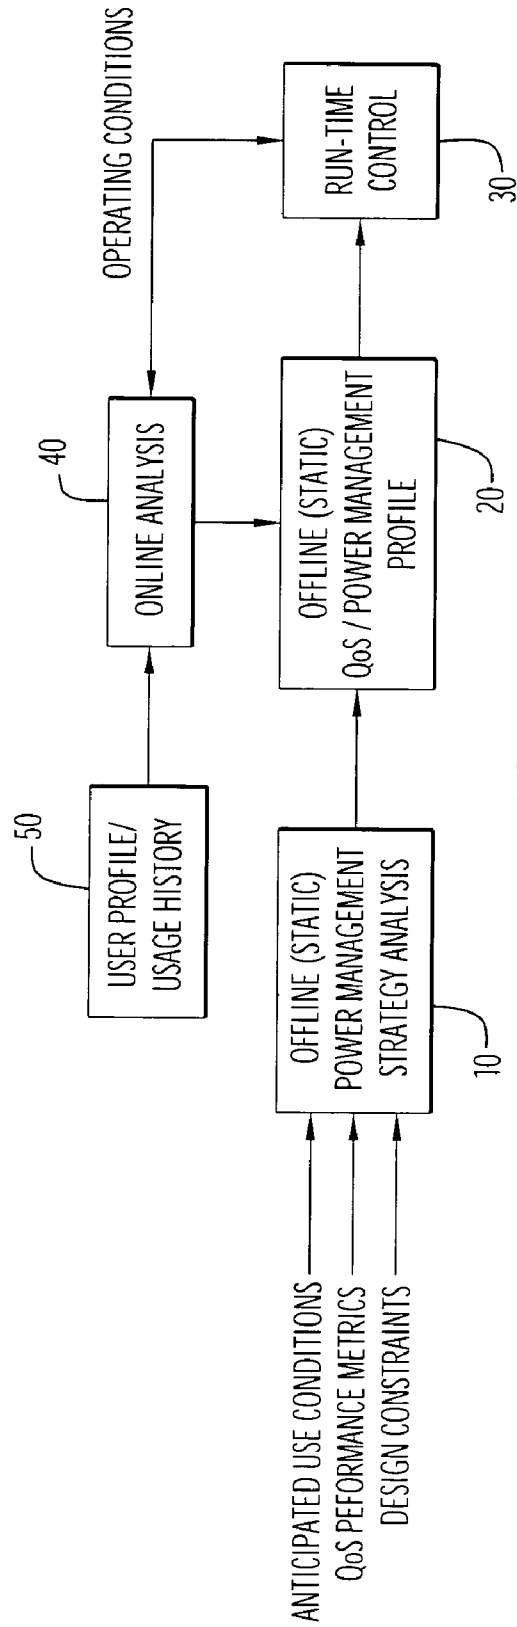 ANTICIPATED USE CONDITIONS
QoS PEFORMANCE METRICS
DESIGN CONSTRAINTS
OFFLINE (STATIC)
POWER MANAGEMENT
STRATEGY ANALYSIS
10
USER PROFILE/
USAGE HISTORY
50
ONLINE ANALYSIS
40
OFFLINE (STATIC)
QoS / POWER MANAGEMENT
PROFILE
20
OPERATING CONDITIONS
RUN-TIME
CONTROL
30